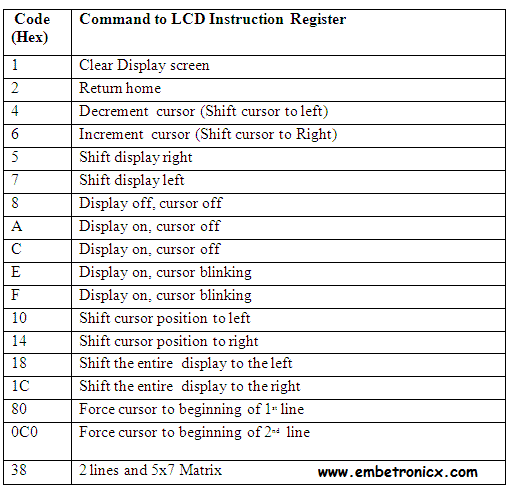 Code Command to LCD Instruction Register
(Hex)
1 Clear Display screen
2 Return home
4 Decrement cursor (Shift cursor to left)
6 Increment cursor (Shift cursor to Right)
5 Shift display right
7 Shift display left
8 Display off, cursor off
A Display on, cursor off
C Display on, cursor off
E Display on, cursor blinking
F Display on, cursor blinking
10 Shift cursor position to left
14 Shift cursor position to right
18 Shift the entire display to the left
1C Shift the entire display to the right
80 Force cursor to beginning of 1st line
0C0 Force cursor to beginning of 2nd line
38 2 lines and 5x7 Matrix
www.embetronicx.com